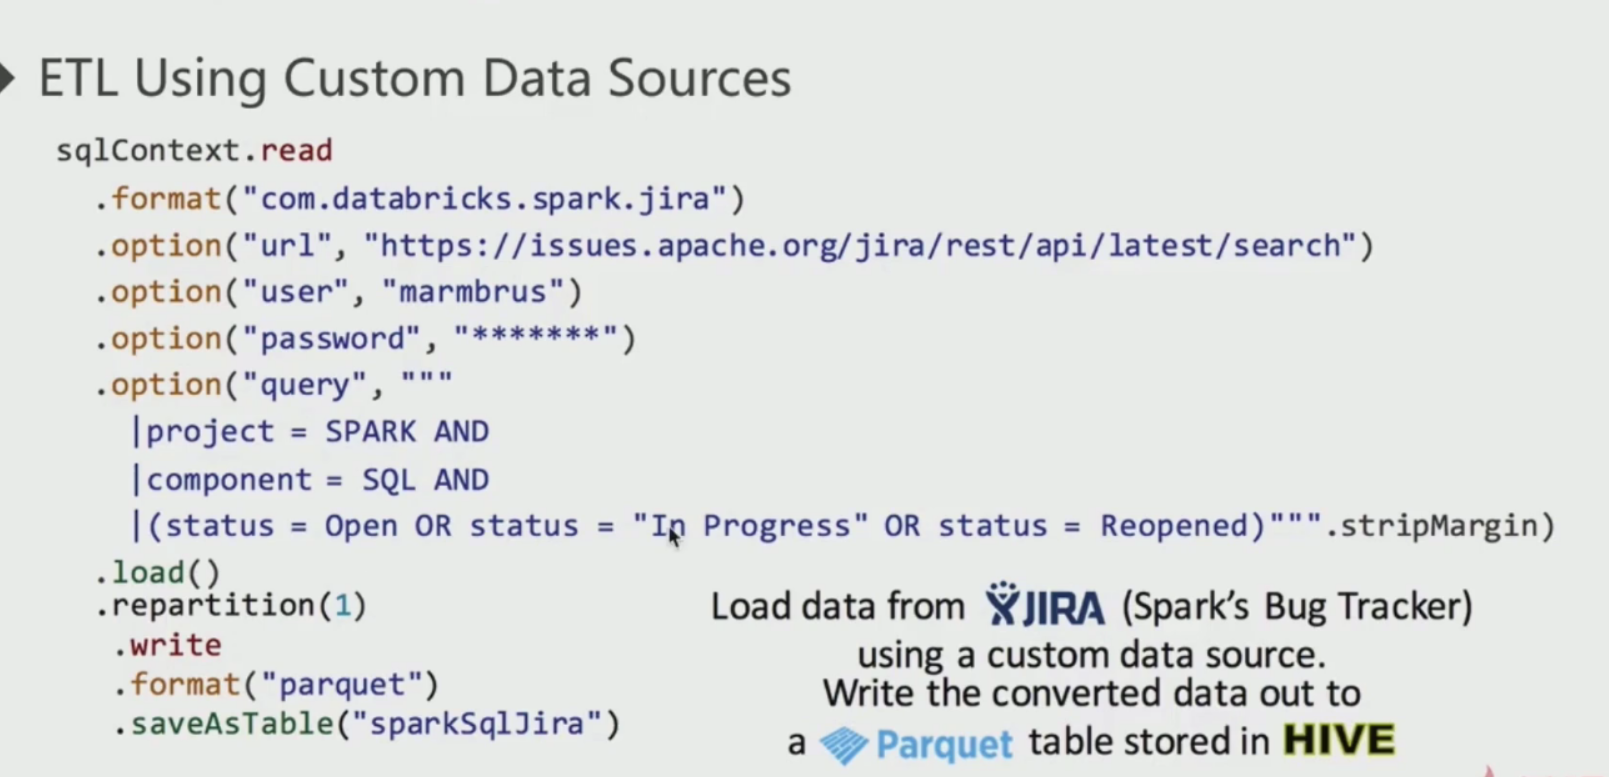 ETL Using Custom Data Sources
sqlContext.read
.format("com.databricks.spark.jira")
.option("url", "https://issues.apache.org/jira/rest/api/latest/search")
.option("user", "marmbrus")
.option("password", "*******")
.option("query", """
|project = SPARK AND
|component = SQL AND
|(status = Open OR status = "In Progress" OR status = Reopened)""".stripMargin)
.load()
.repartition(1)
.write
.format("parquet")
.saveAsTable("sparkSqlJira")
Load data from JIRA (Spark's Bug Tracker)
using a custom data source.
Write the converted data out to
a Parquet table stored in HIVE